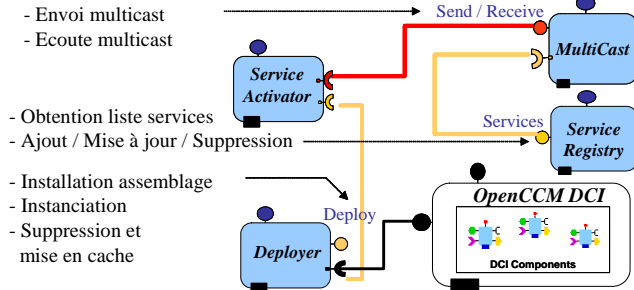 - Envoi multicast
- Ecoute multicast
Send / Receive
MultiCast
Service
Activator
- Obtention liste services
- Ajout / Mise à jour / Suppression
Services
Service
Registry
- Installation assemblage
- Instanciation
- Suppression et
mise en cache
Deploy
Deployer
OpenCCM DCI
DCI Components